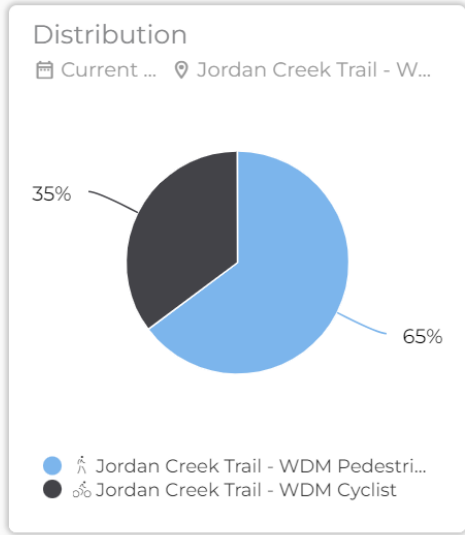 Distribution
Current ... Jordan Creek Trail - W...
35%
65%
Jordan Creek Trail - WDM Pedestri...
Jordan Creek Trail - WDM Cyclist